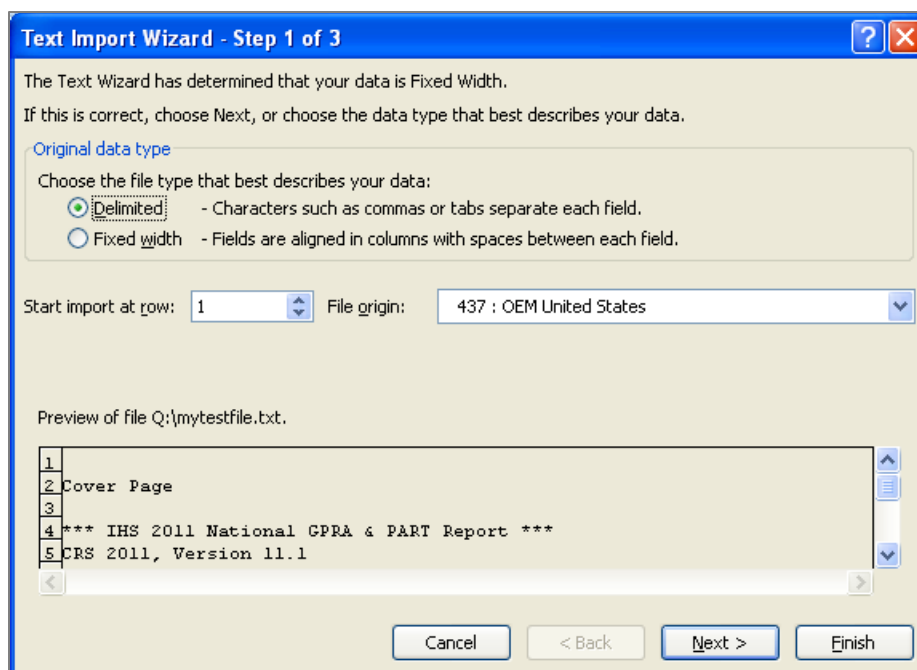 Text Import Wizard - Step 1 of 3
The Text Wizard has determined that your data is Fixed Width.
If this is correct, choose Next, or choose the data type that best describes your data.
Original data type
Choose the file type that best describes your data:
Delimited - Characters such as commas or tabs separate each field.
Fixed width - Fields are aligned in columns with spaces between each field.
Start import at row: 1 File origin: 437 : OEM United States
Preview of file Q:\mytestfile.txt.
1
2 Cover Page
3
4 *** IHS 2011 National GPRA & PART Report ***
5 CRS 2011, Version 11.1
Cancel < Back Next > Finish